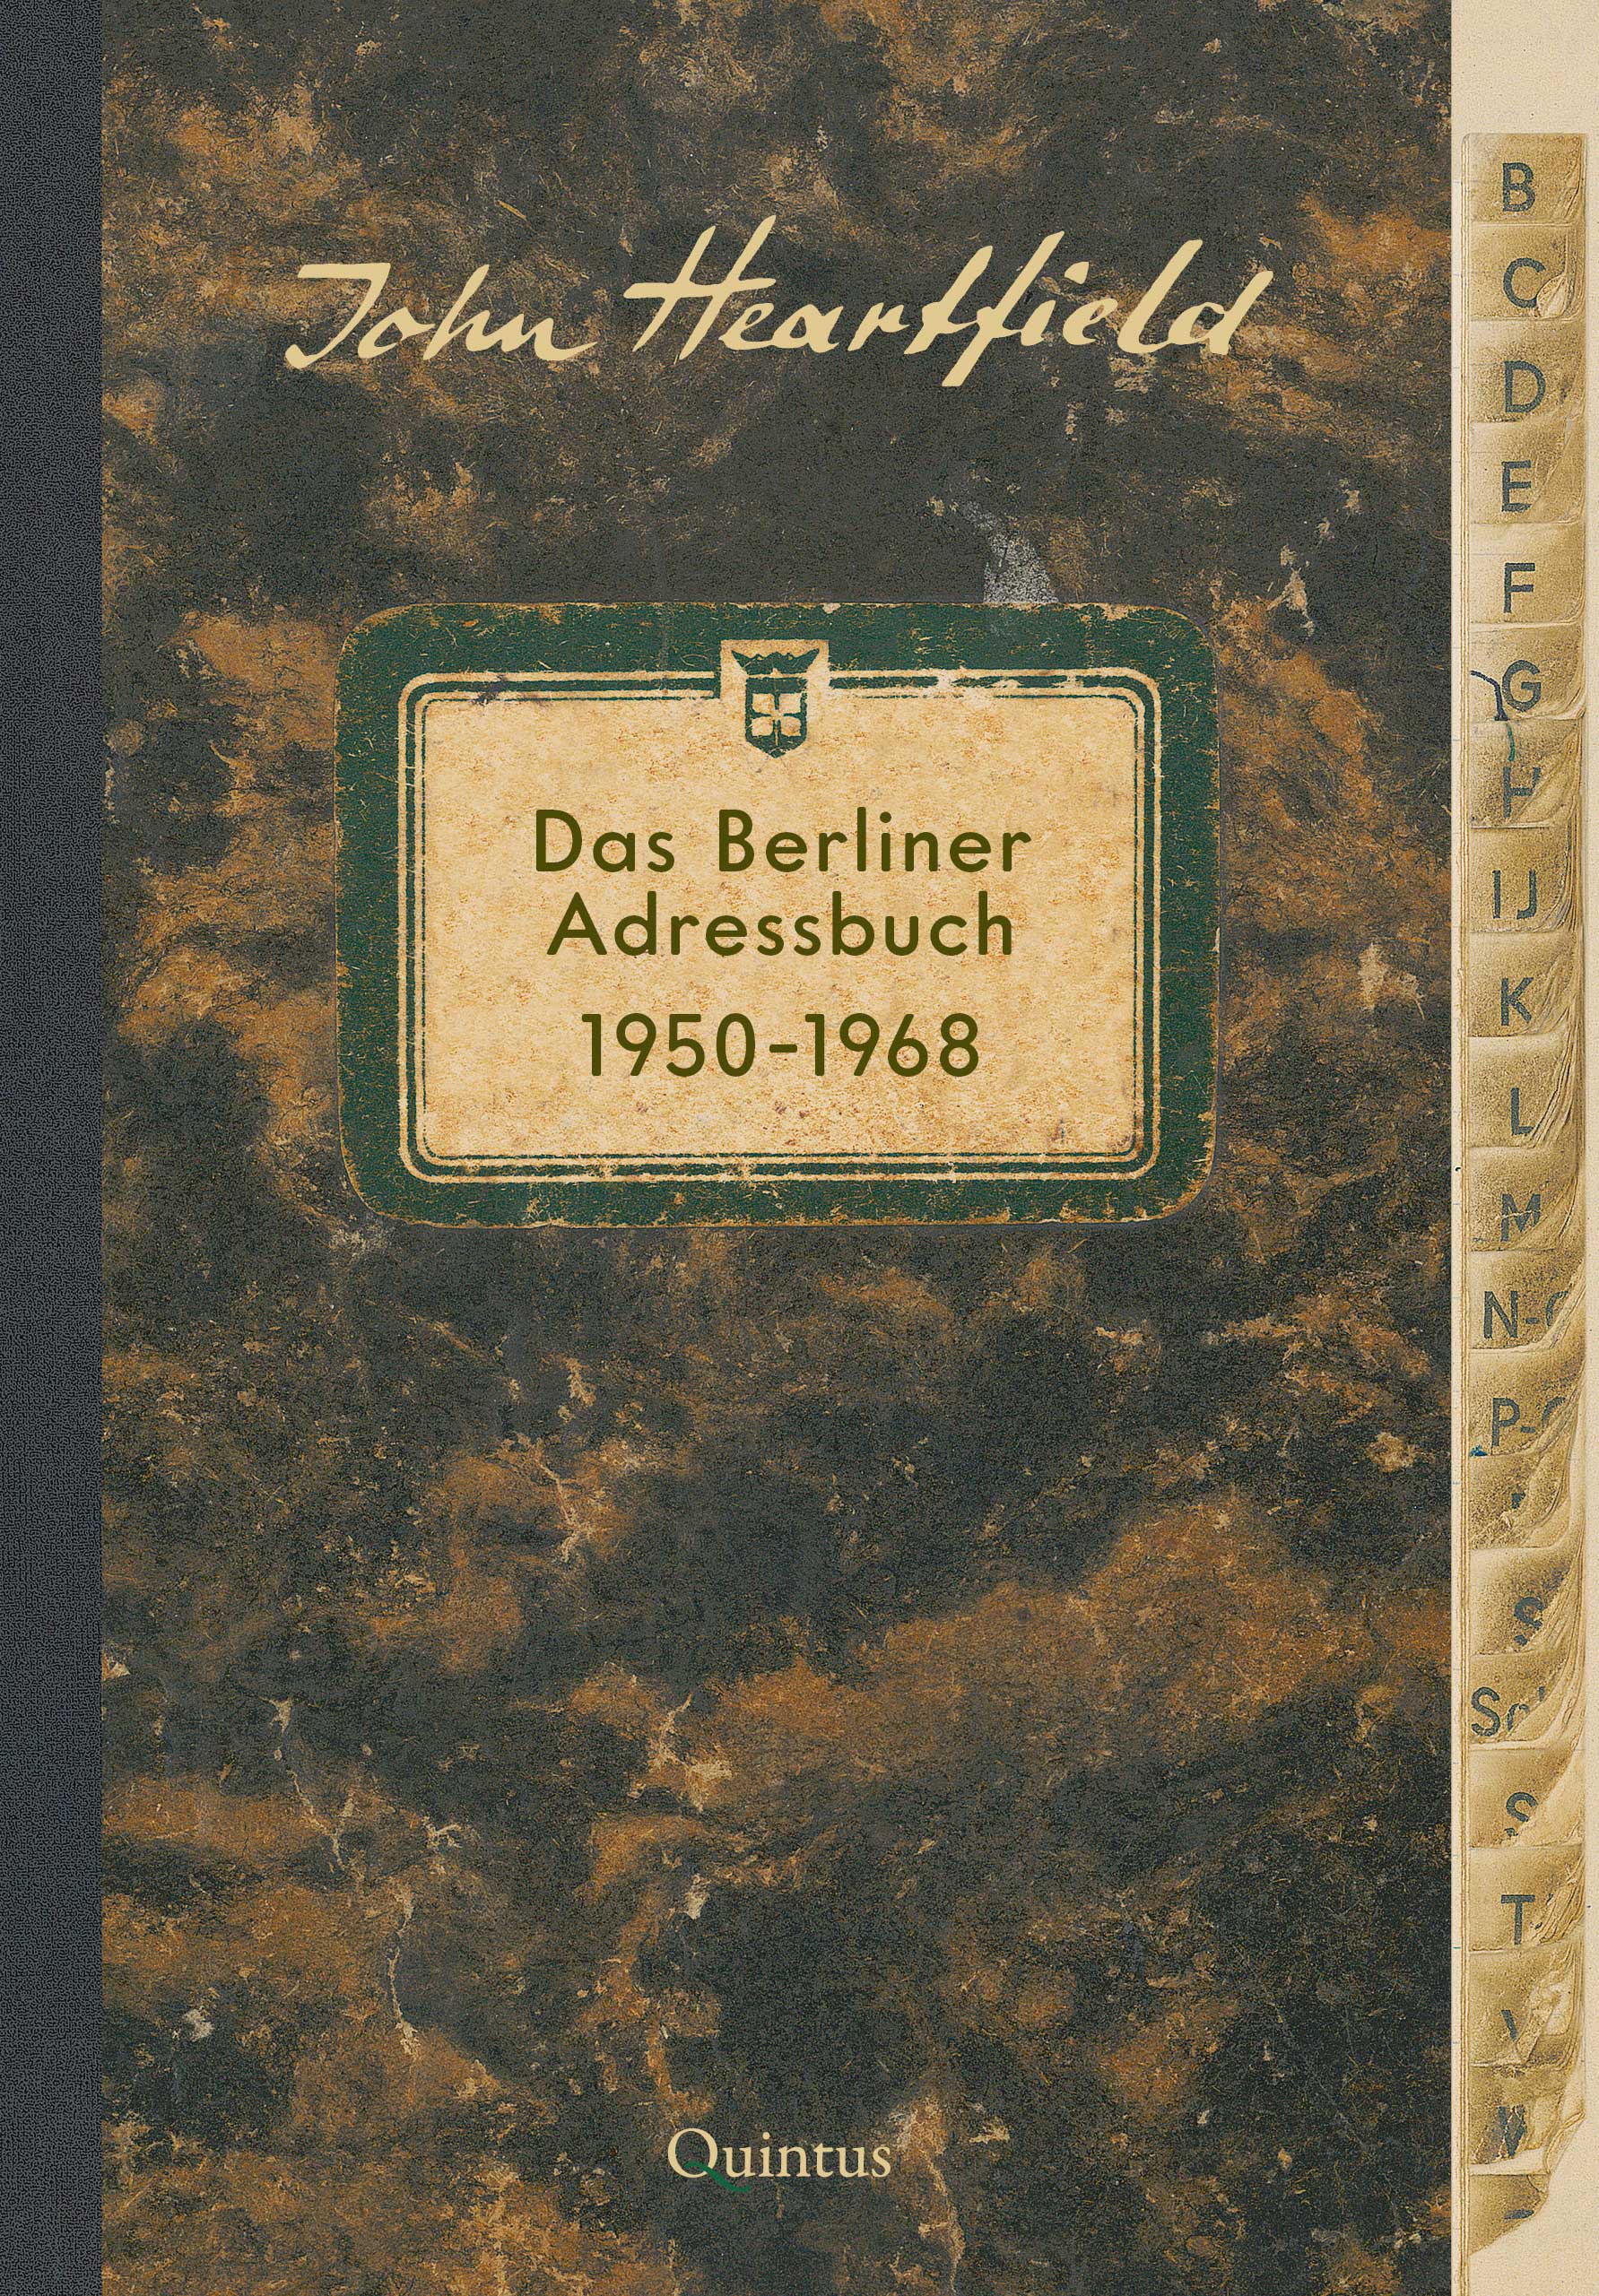 John Heartfield
Das Berliner
Adressbuch
1950-1968
Quintus
B
C
D
E
F
G
H
IJ
K
L
M
N-
P-
S
S
T
V